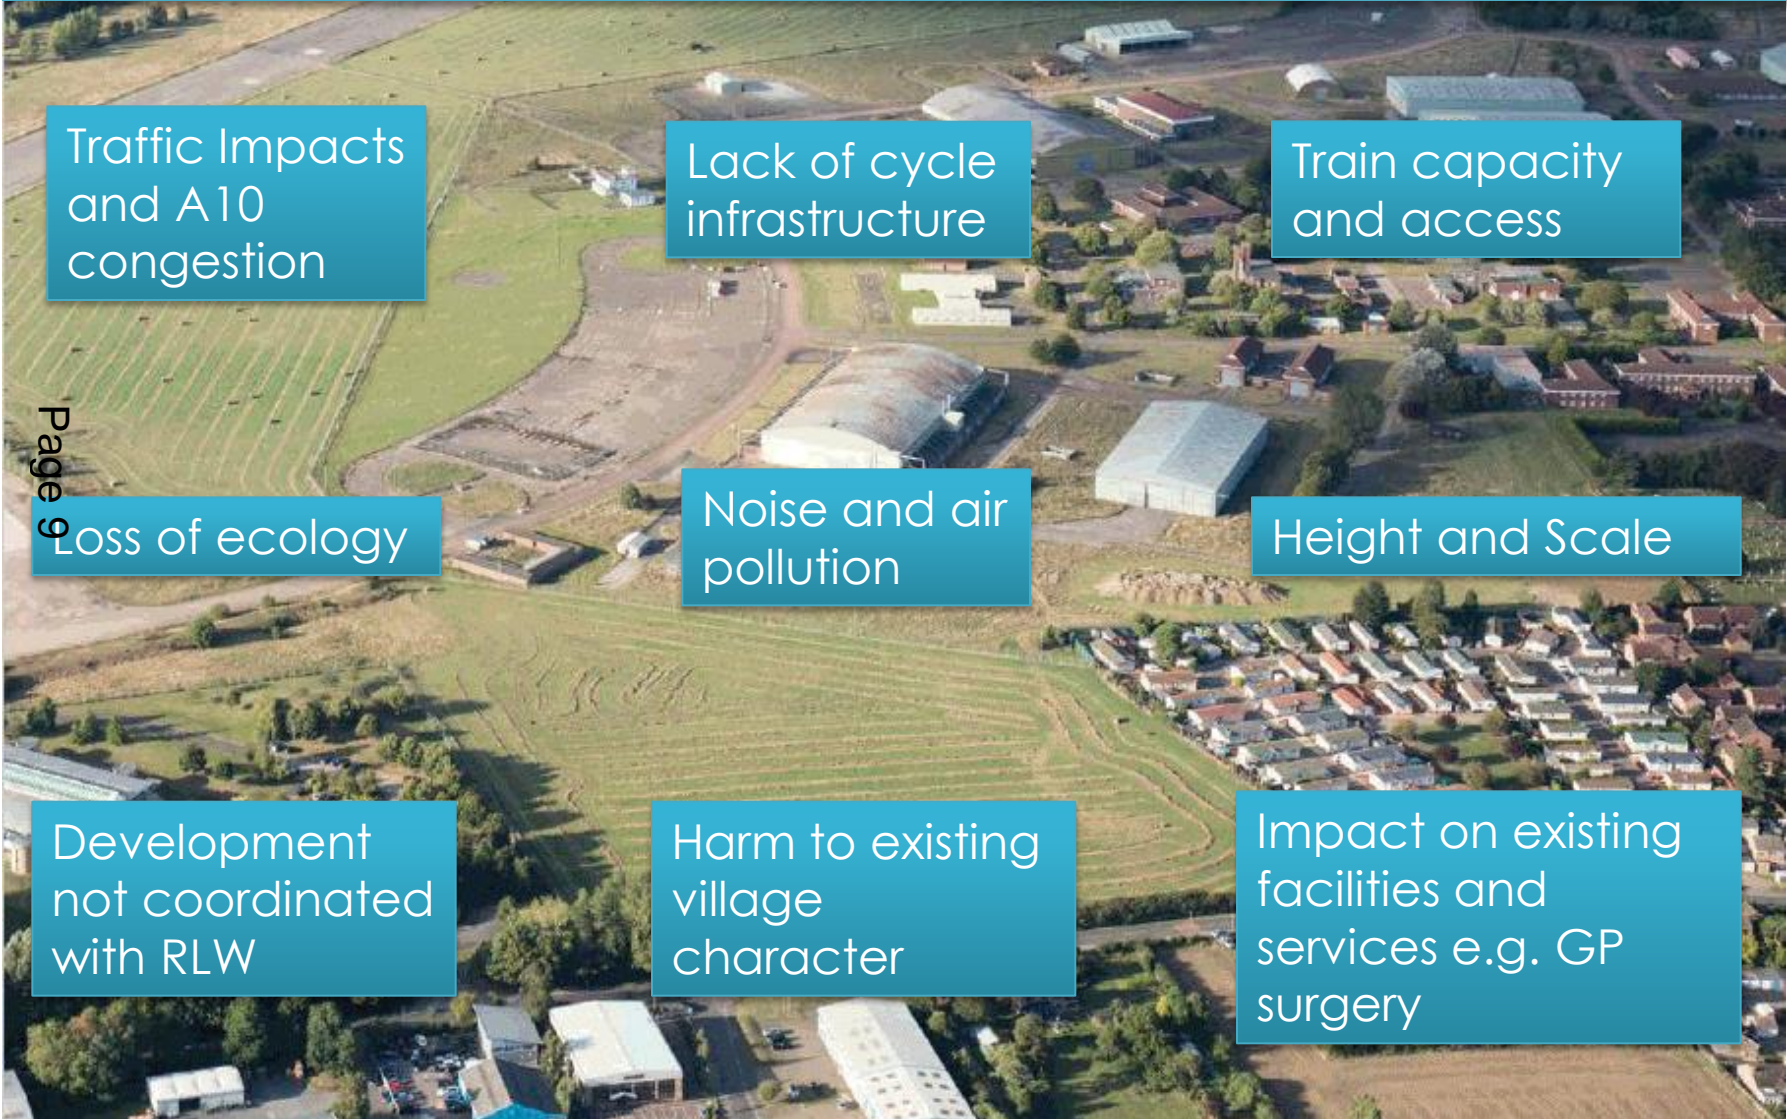 Traffic Impacts
and A10
congestion
Lack of cycle
infrastructure
Train capacity
and access
Page 9
Loss of ecology
Noise and air
pollution
Height and Scale
Development
not coordinated
with RLW
Harm to existing
village
character
Impact on existing
facilities and
services e.g. GP
surgery